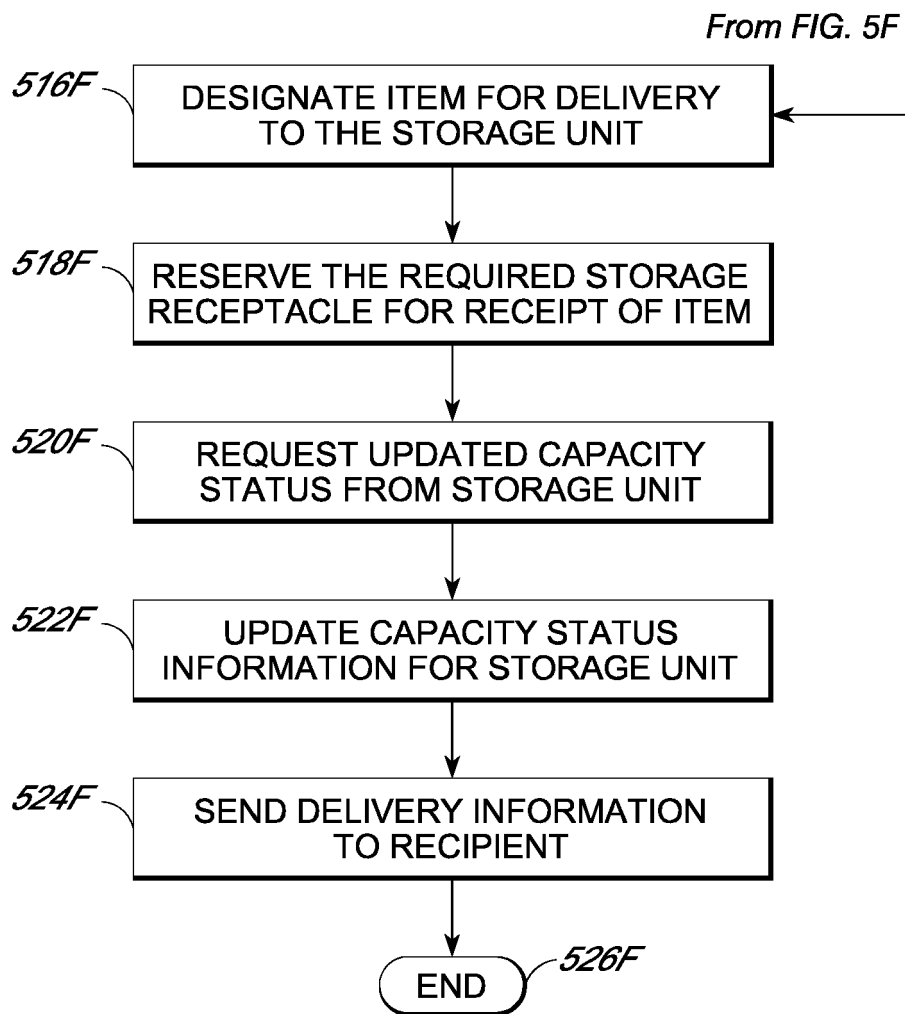 From FIG. 5F
516F
DESIGNATE ITEM FOR DELIVERY
TO THE STORAGE UNIT
518F
RESERVE THE REQUIRED STORAGE
RECEPTACLE FOR RECEIPT OF ITEM
520F
REQUEST UPDATED CAPACITY
STATUS FROM STORAGE UNIT
522F
UPDATE CAPACITY STATUS
INFORMATION FOR STORAGE UNIT
524F
SEND DELIVERY INFORMATION
TO RECIPIENT
END
526F